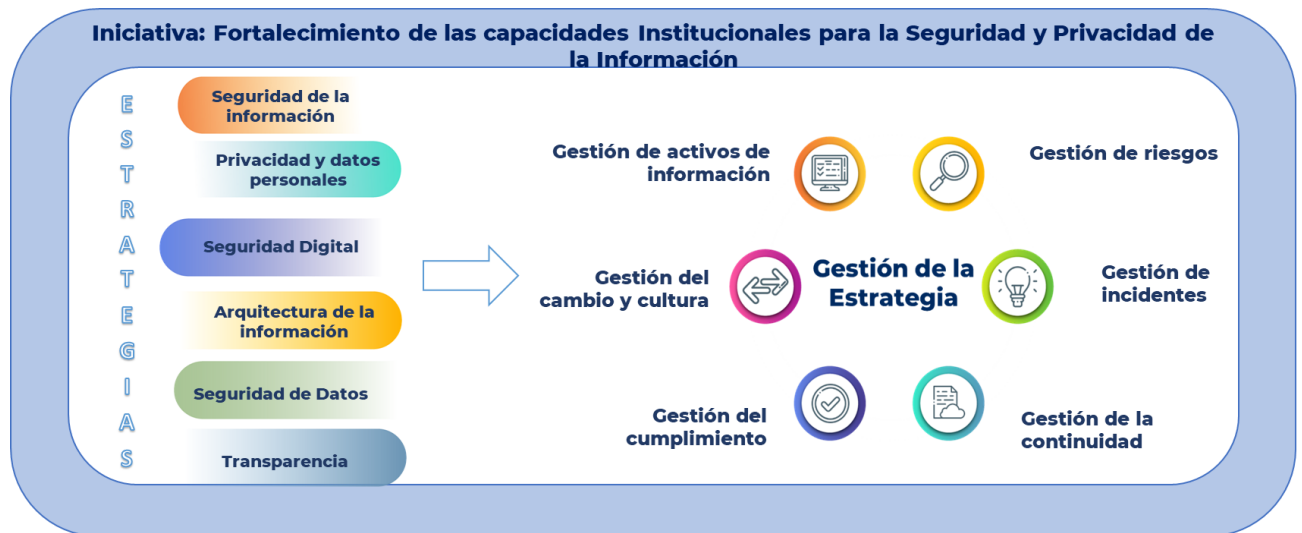 Iniciativa: Fortalecimiento de las capacidades Institucionales para la Seguridad y Privacidad de
la Información
ESTRATEGIAS
Seguridad de la
información
Privacidad y datos
personales
Seguridad Digital
Arquitectura de la
información
Seguridad de Datos
Transparencia
Gestión de activos de
información
Gestión de riesgos
Gestión del
cambio y cultura
Gestión de la
Estrategia
Gestión de
incidentes
Gestión del
cumplimiento
Gestión de la
continuidad